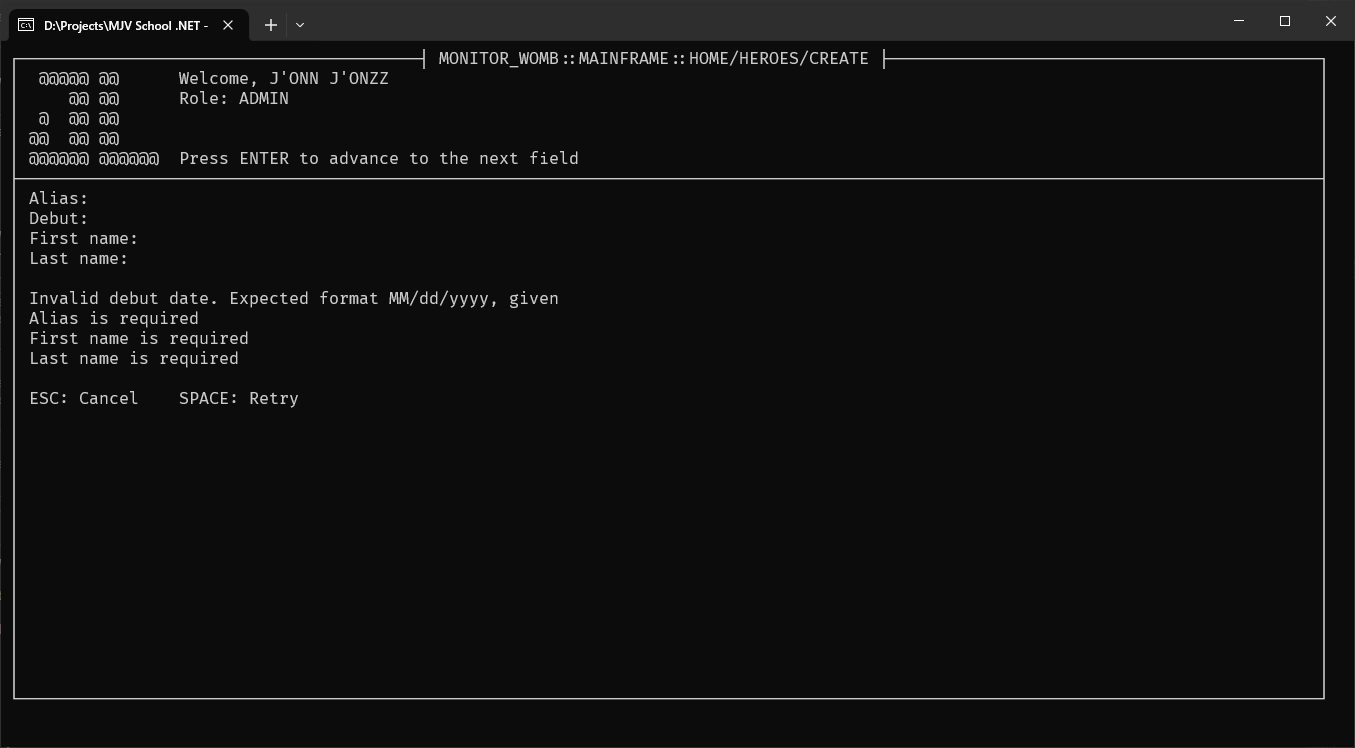 D:\Projects\MJV School .NET -
MONITOR_WOMB::MAINFRAME::HOME/HEROES/CREATE
@@@@@ @@ Welcome, J'ONN J'ONZZ
@@ @@ Role: ADMIN
@ @@ @@
@@ @@ @@
@@@@@@ @@@@@@ Press ENTER to advance to the next field
Alias:
Debut:
First name:
Last name:
Invalid debut date. Expected format MM/dd/yyyy, given
Alias is required
First name is required
Last name is required
ESC: Cancel SPACE: Retry